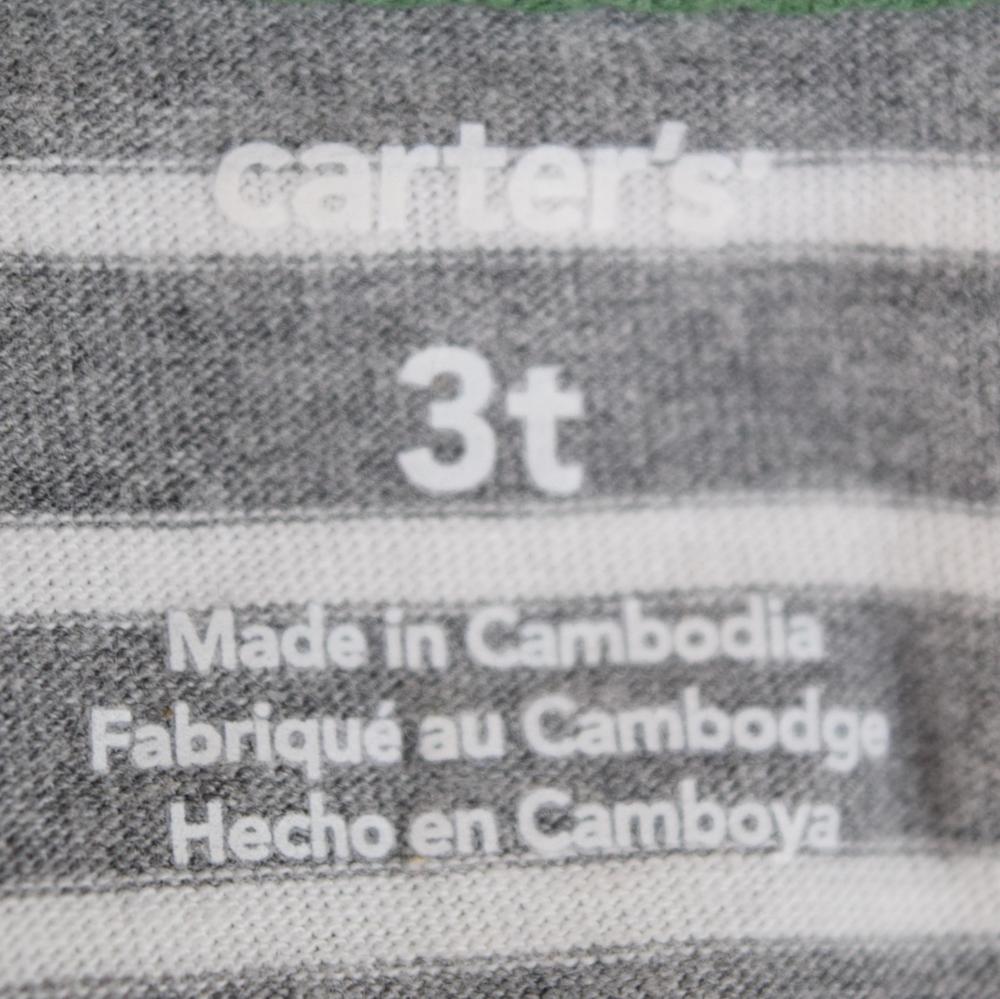 carter's
3t
Made in Cambodia
Fabriqué au Cambodge
Hecho en Camboya